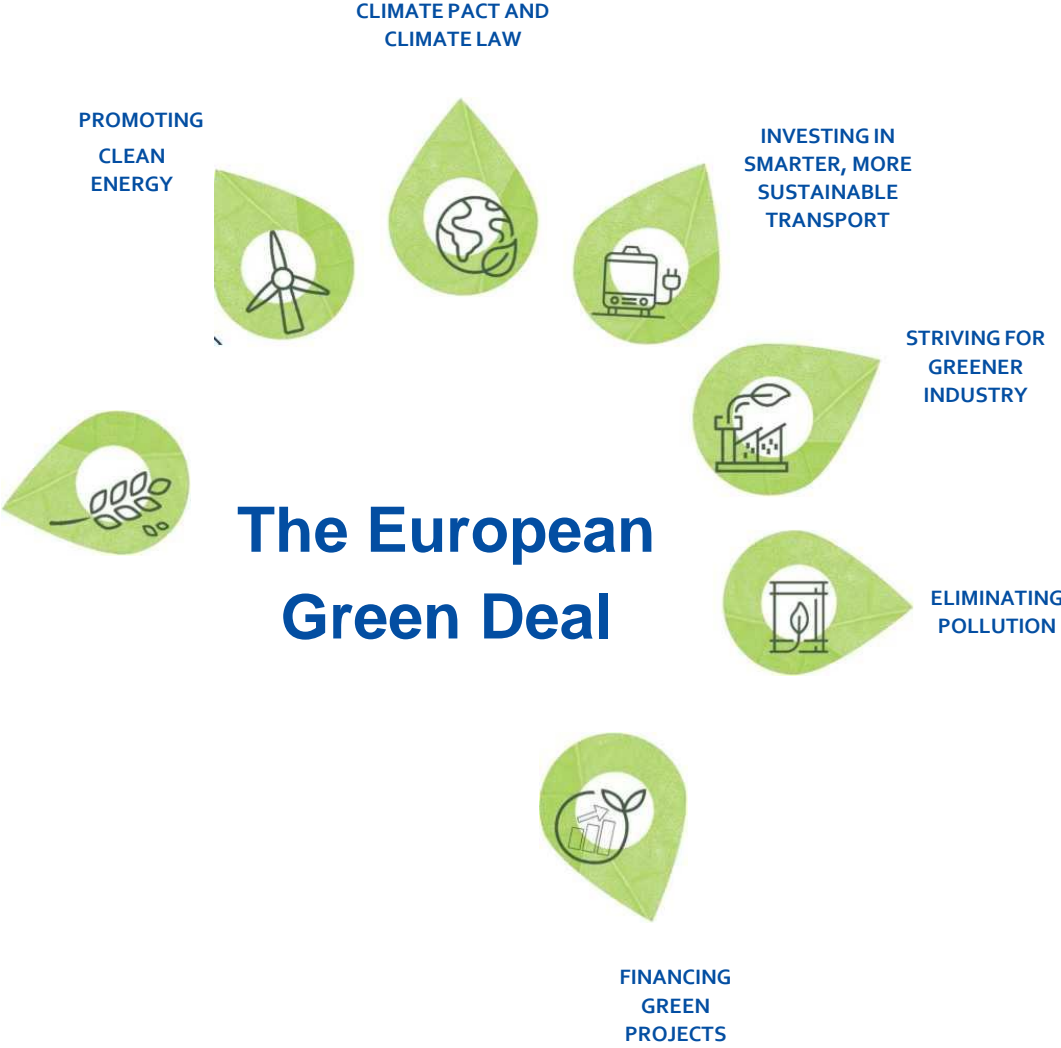 CLIMATE PACT AND
CLIMATE LAW
PROMOTING
CLEAN
ENERGY
INVESTING IN
SMARTER, MORE
SUSTAINABLE
TRANSPORT
STRIVING FOR
GREENER
INDUSTRY
The European
Green Deal
ELIMINATING
POLLUTION
FINANCING
GREEN
PROJECTS